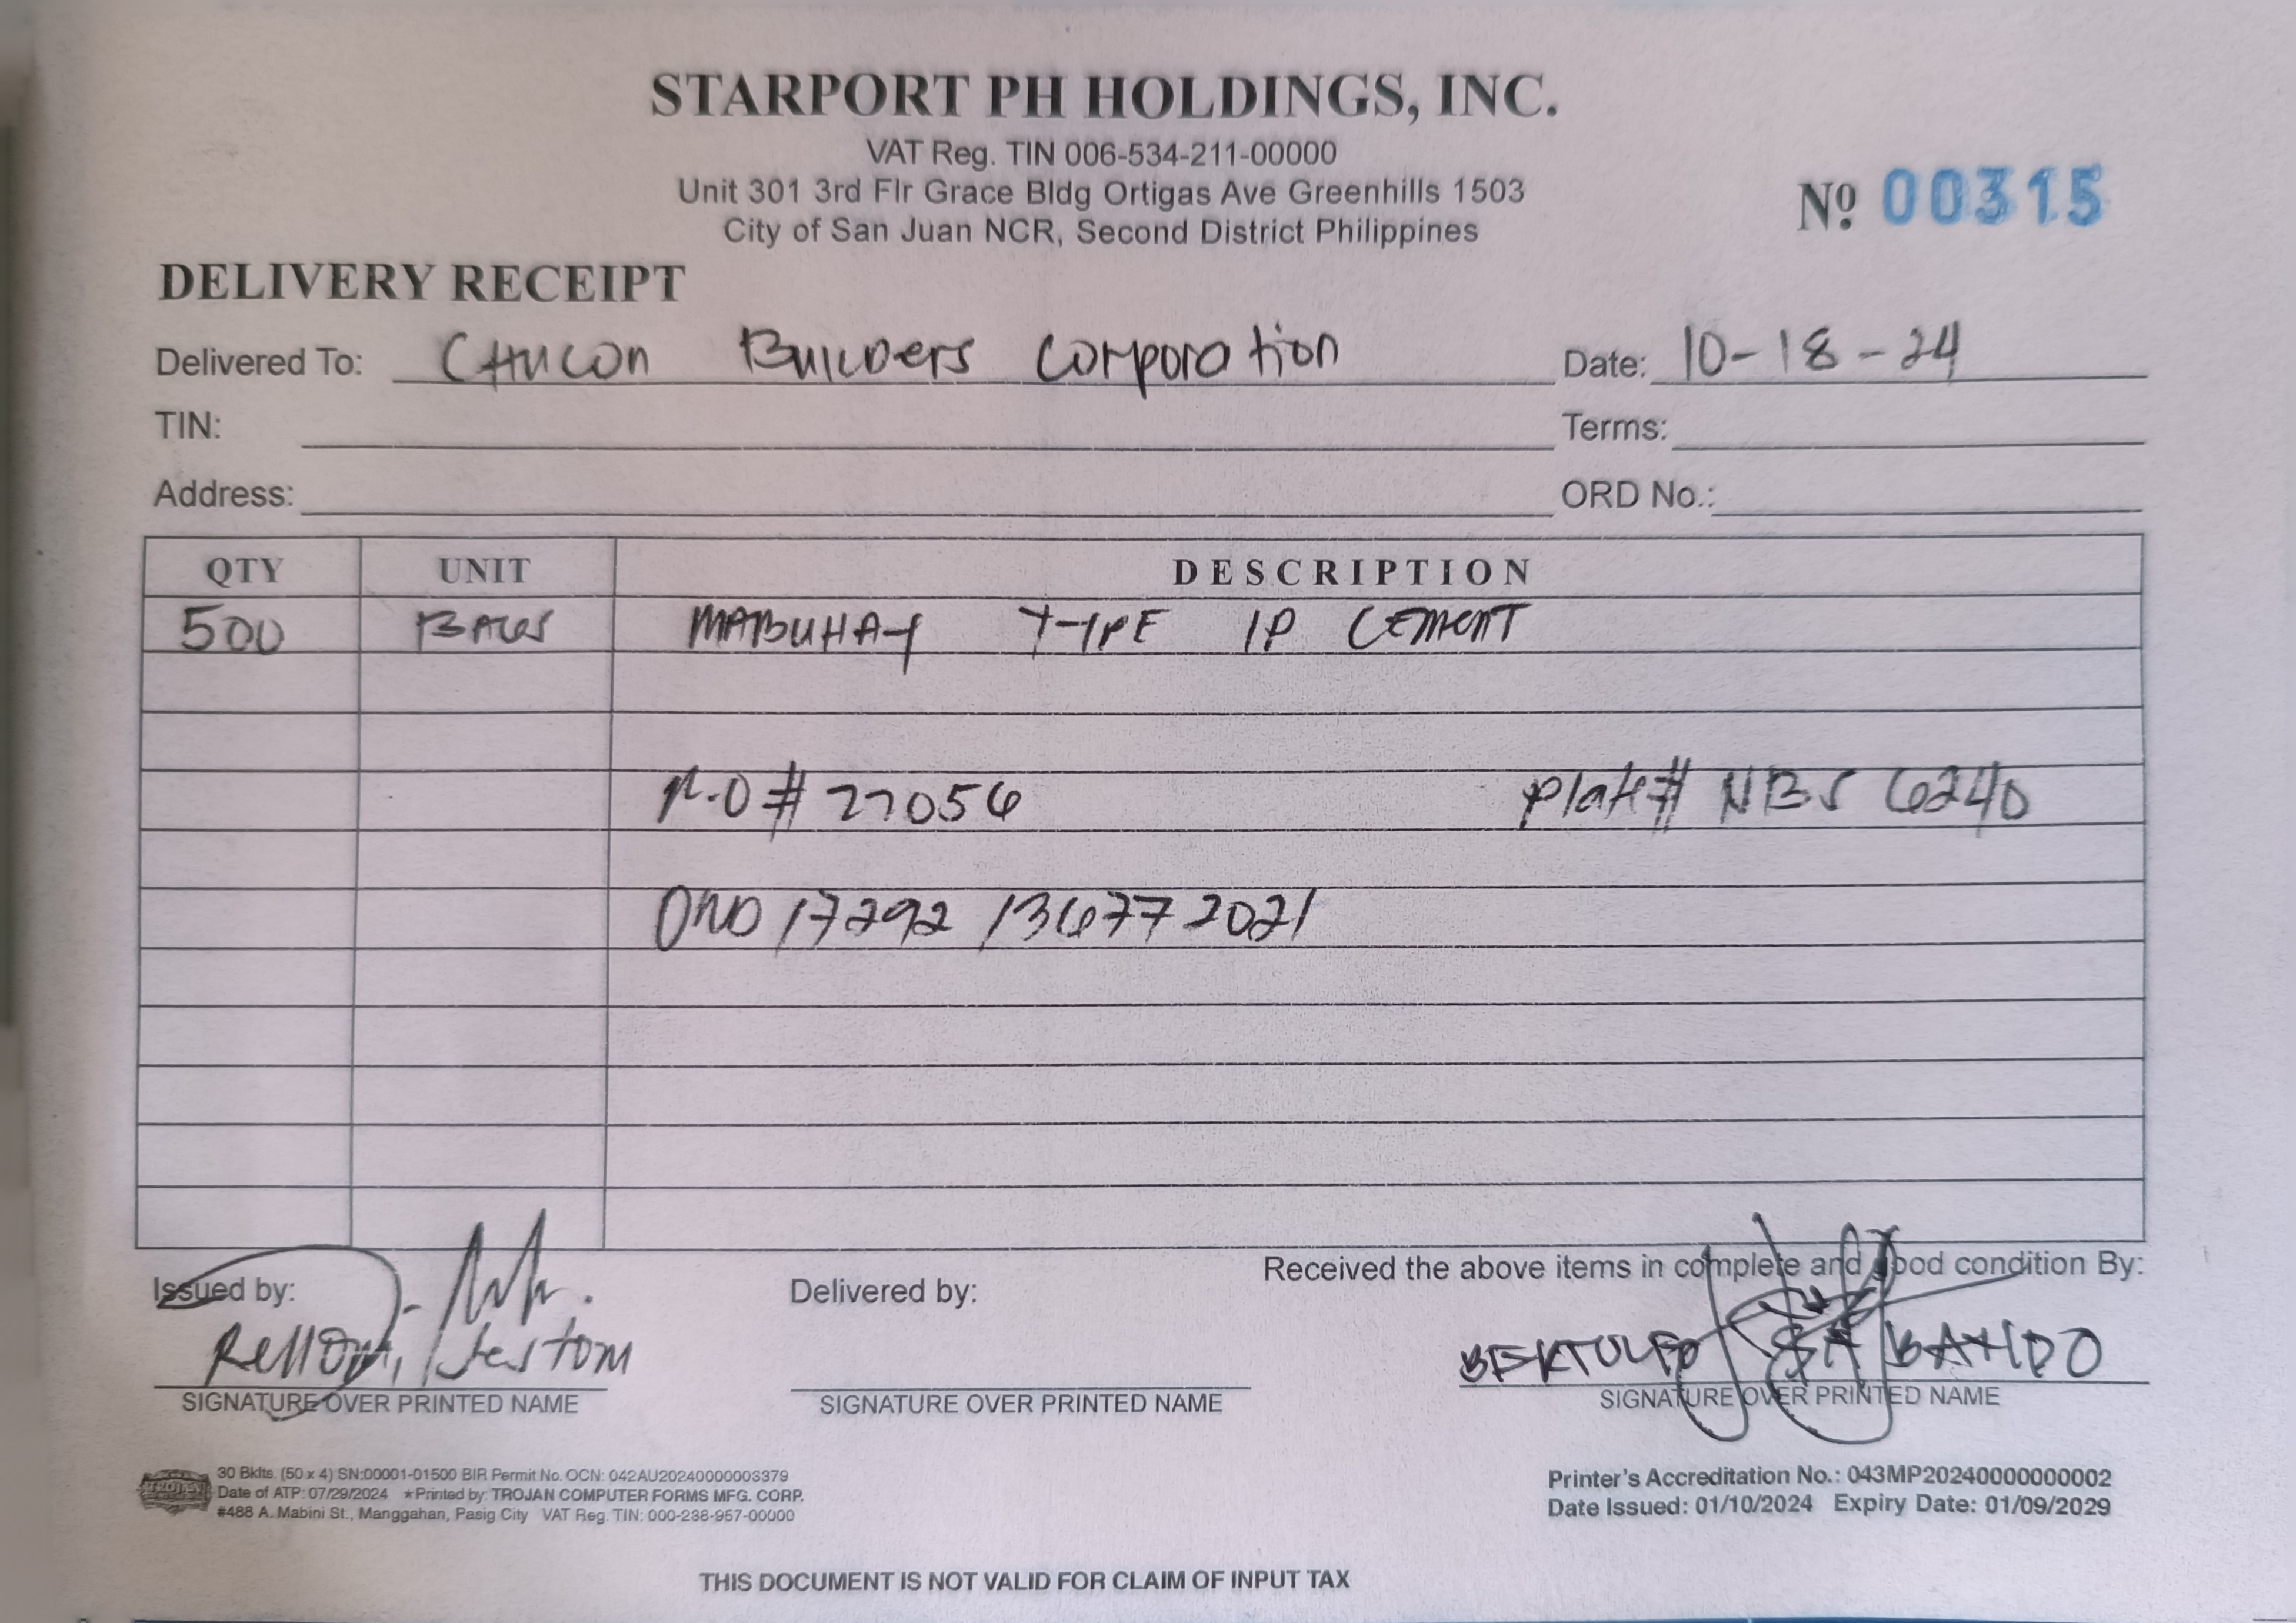 STARPORT PH HOLDINGS, INC.
VAT Reg. TIN 006-534-211-00000
Unit 301 3rd Flr Grace Bldg Ortigas Ave Greenhills 1503
City of San Juan NCR, Second District Philippines
Nº 00315
DELIVERY RECEIPT
Delivered To: CHUCON BUILDERS CORPORATION Date: 10-18-24
TIN: Terms:
Address: ORD No.:
QTY UNIT DESCRIPTION
500 BAGS MABUHAY TYPE 1P CEMENT
P.O # 27056 Plate# NBS 6240
ORD 17292 136772021
Received the above items in complete and good condition By:
Issued by: Delivered by:
BERTOLFO
SIGNATURE OVER PRINTED NAME SIGNATURE OVER PRINTED NAME SIGNATURE OVER PRINTED NAME
30 Bklts. (50 x 4) SN:00001-01500 BIR Permit No. OCN: 042AU20240000003379
Date of ATP: 07/29/2024 ★Printed by: TROJAN COMPUTER FORMS MFG. CORP.
#488 A. Mabini St., Manggahan, Pasig City VAT Reg. TIN: 000-238-957-00000
TROJAN
Printer's Accreditation No.: 043MP20240000000002
Date Issued: 01/10/2024 Expiry Date: 01/09/2029
THIS DOCUMENT IS NOT VALID FOR CLAIM OF INPUT TAX